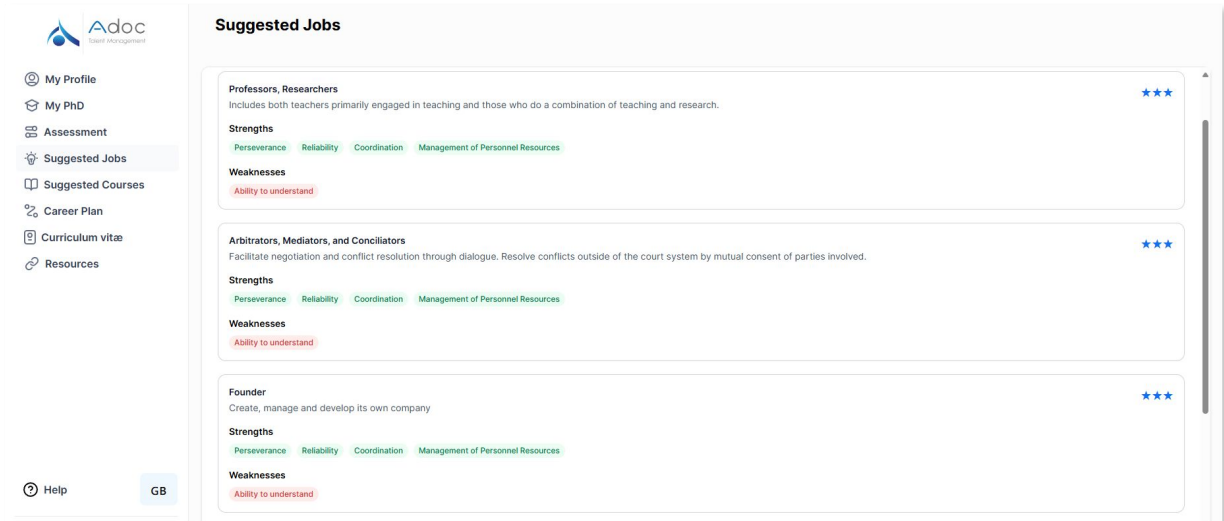 Adoc
Talent Management
My Profile
My PhD
Assessment
Suggested Jobs
Suggested Courses
Career Plan
Curriculum vitæ
Resources
Help
GB
Suggested Jobs
Professors, Researchers
Includes both teachers primarily engaged in teaching and those who do a combination of teaching and research.
Strengths
Perseverance Reliability Coordination Management of Personnel Resources
Weaknesses
Ability to understand
Arbitrators, Mediators, and Conciliators
Facilitate negotiation and conflict resolution through dialogue. Resolve conflicts outside of the court system by mutual consent of parties involved.
Strengths
Perseverance Reliability Coordination Management of Personnel Resources
Weaknesses
Ability to understand
Founder
Create, manage and develop its own company
Strengths
Perseverance Reliability Coordination Management of Personnel Resources
Weaknesses
Ability to understand